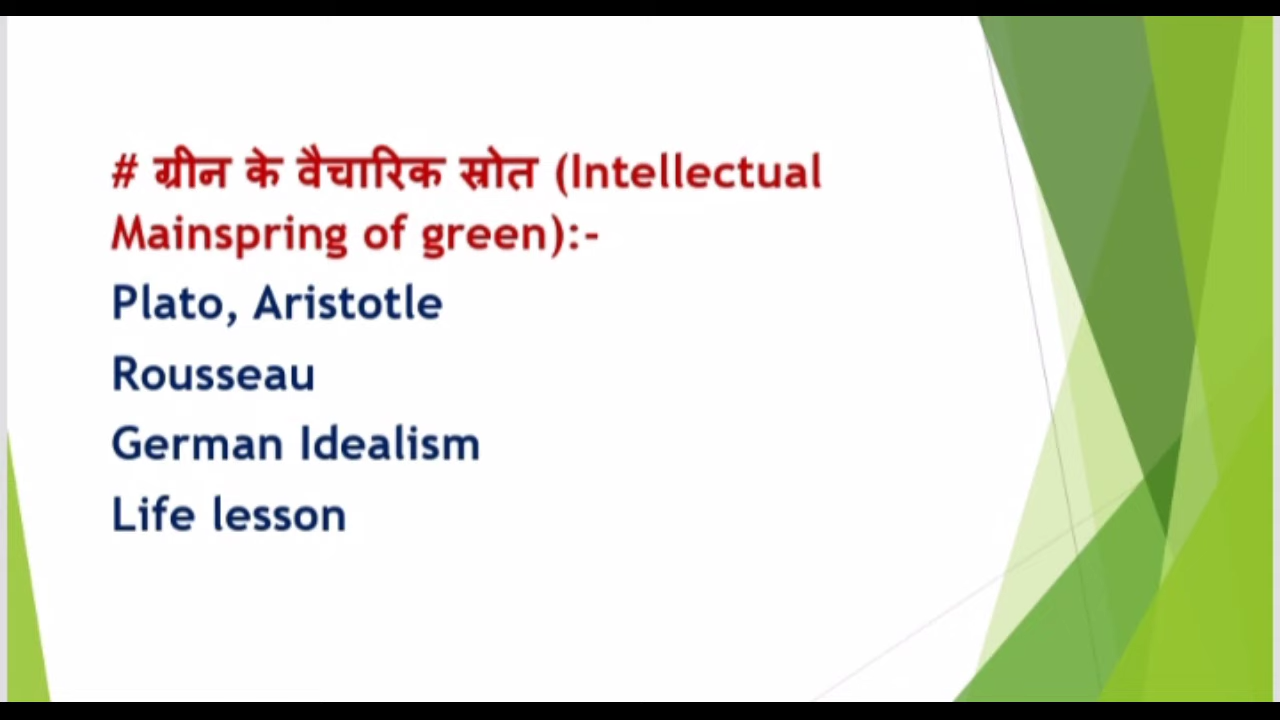 # ग्रीन के वैचारिक स्रोत (Intellectual
Mainspring of green):-
Plato, Aristotle
Rousseau
German Idealism
Life lesson